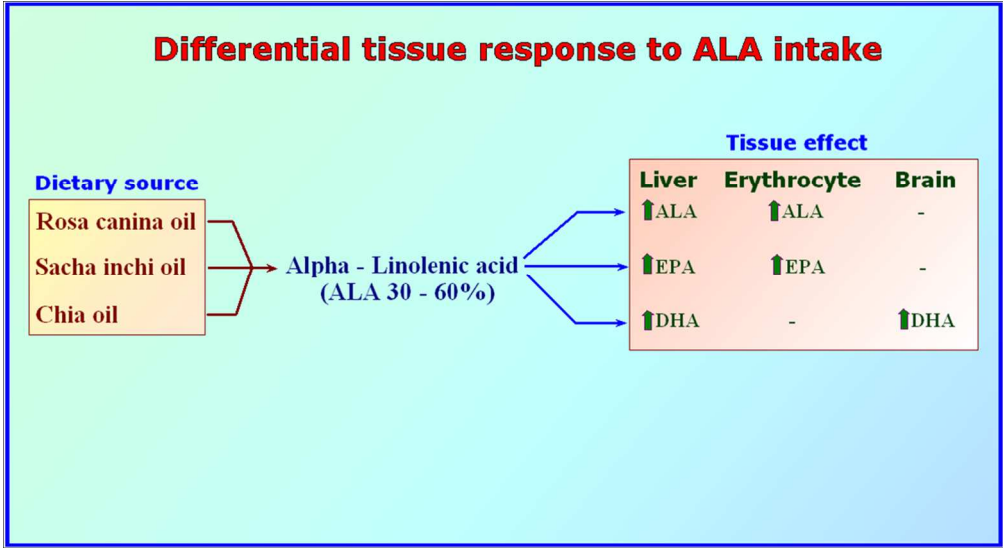 Differential tissue response to ALA intake
Dietary source
Rosa canina oil
Sacha inchi oil
Chia oil
Alpha - Linolenic acid
(ALA 30 - 60%)
Tissue effect
Liver Erythrocyte Brain
ALA ALA -
EPA EPA -
DHA - DHA